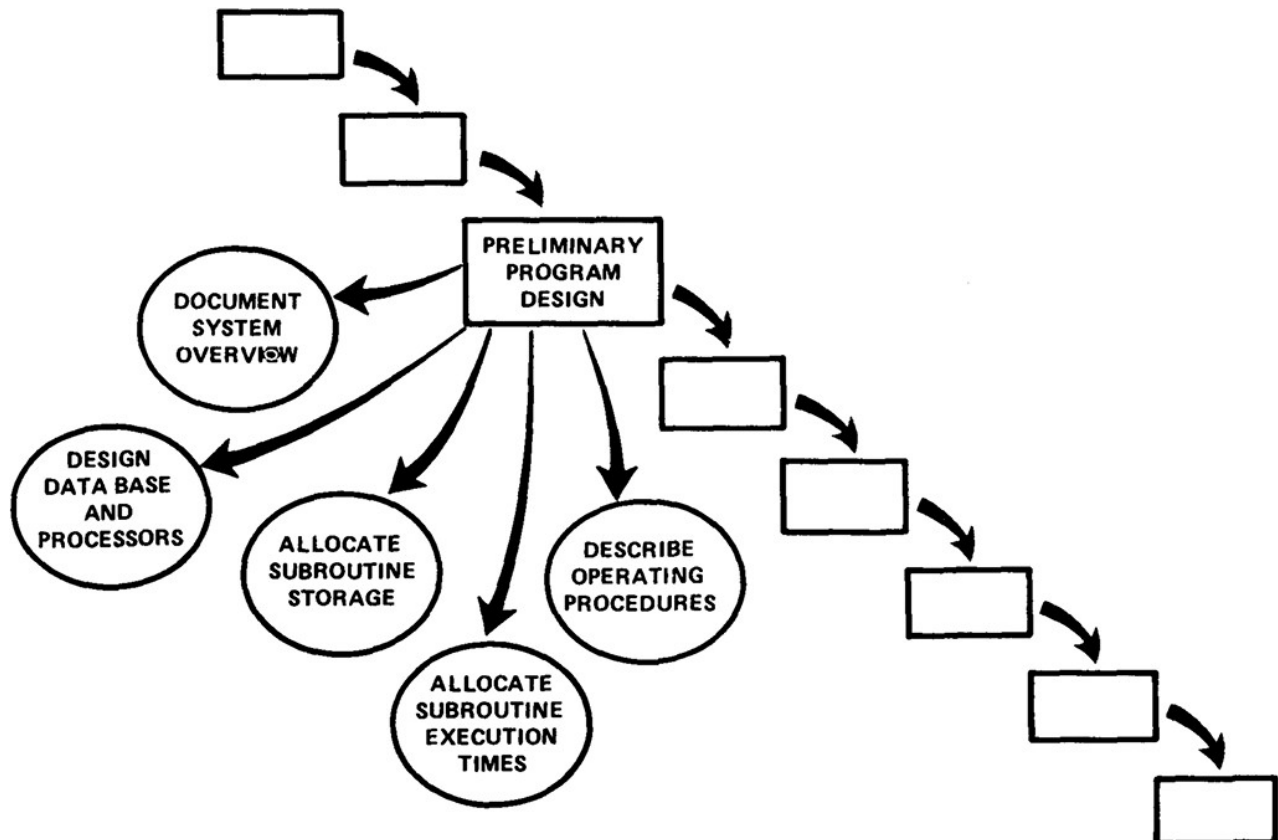 PRELIMINARY
PROGRAM
DESIGN
DOCUMENT
SYSTEM
OVERVIEW
DESIGN
DATA BASE
AND
PROCESSORS
ALLOCATE
SUBROUTINE
STORAGE
DESCRIBE
OPERATING
PROCEDURES
ALLOCATE
SUBROUTINE
EXECUTION
TIMES